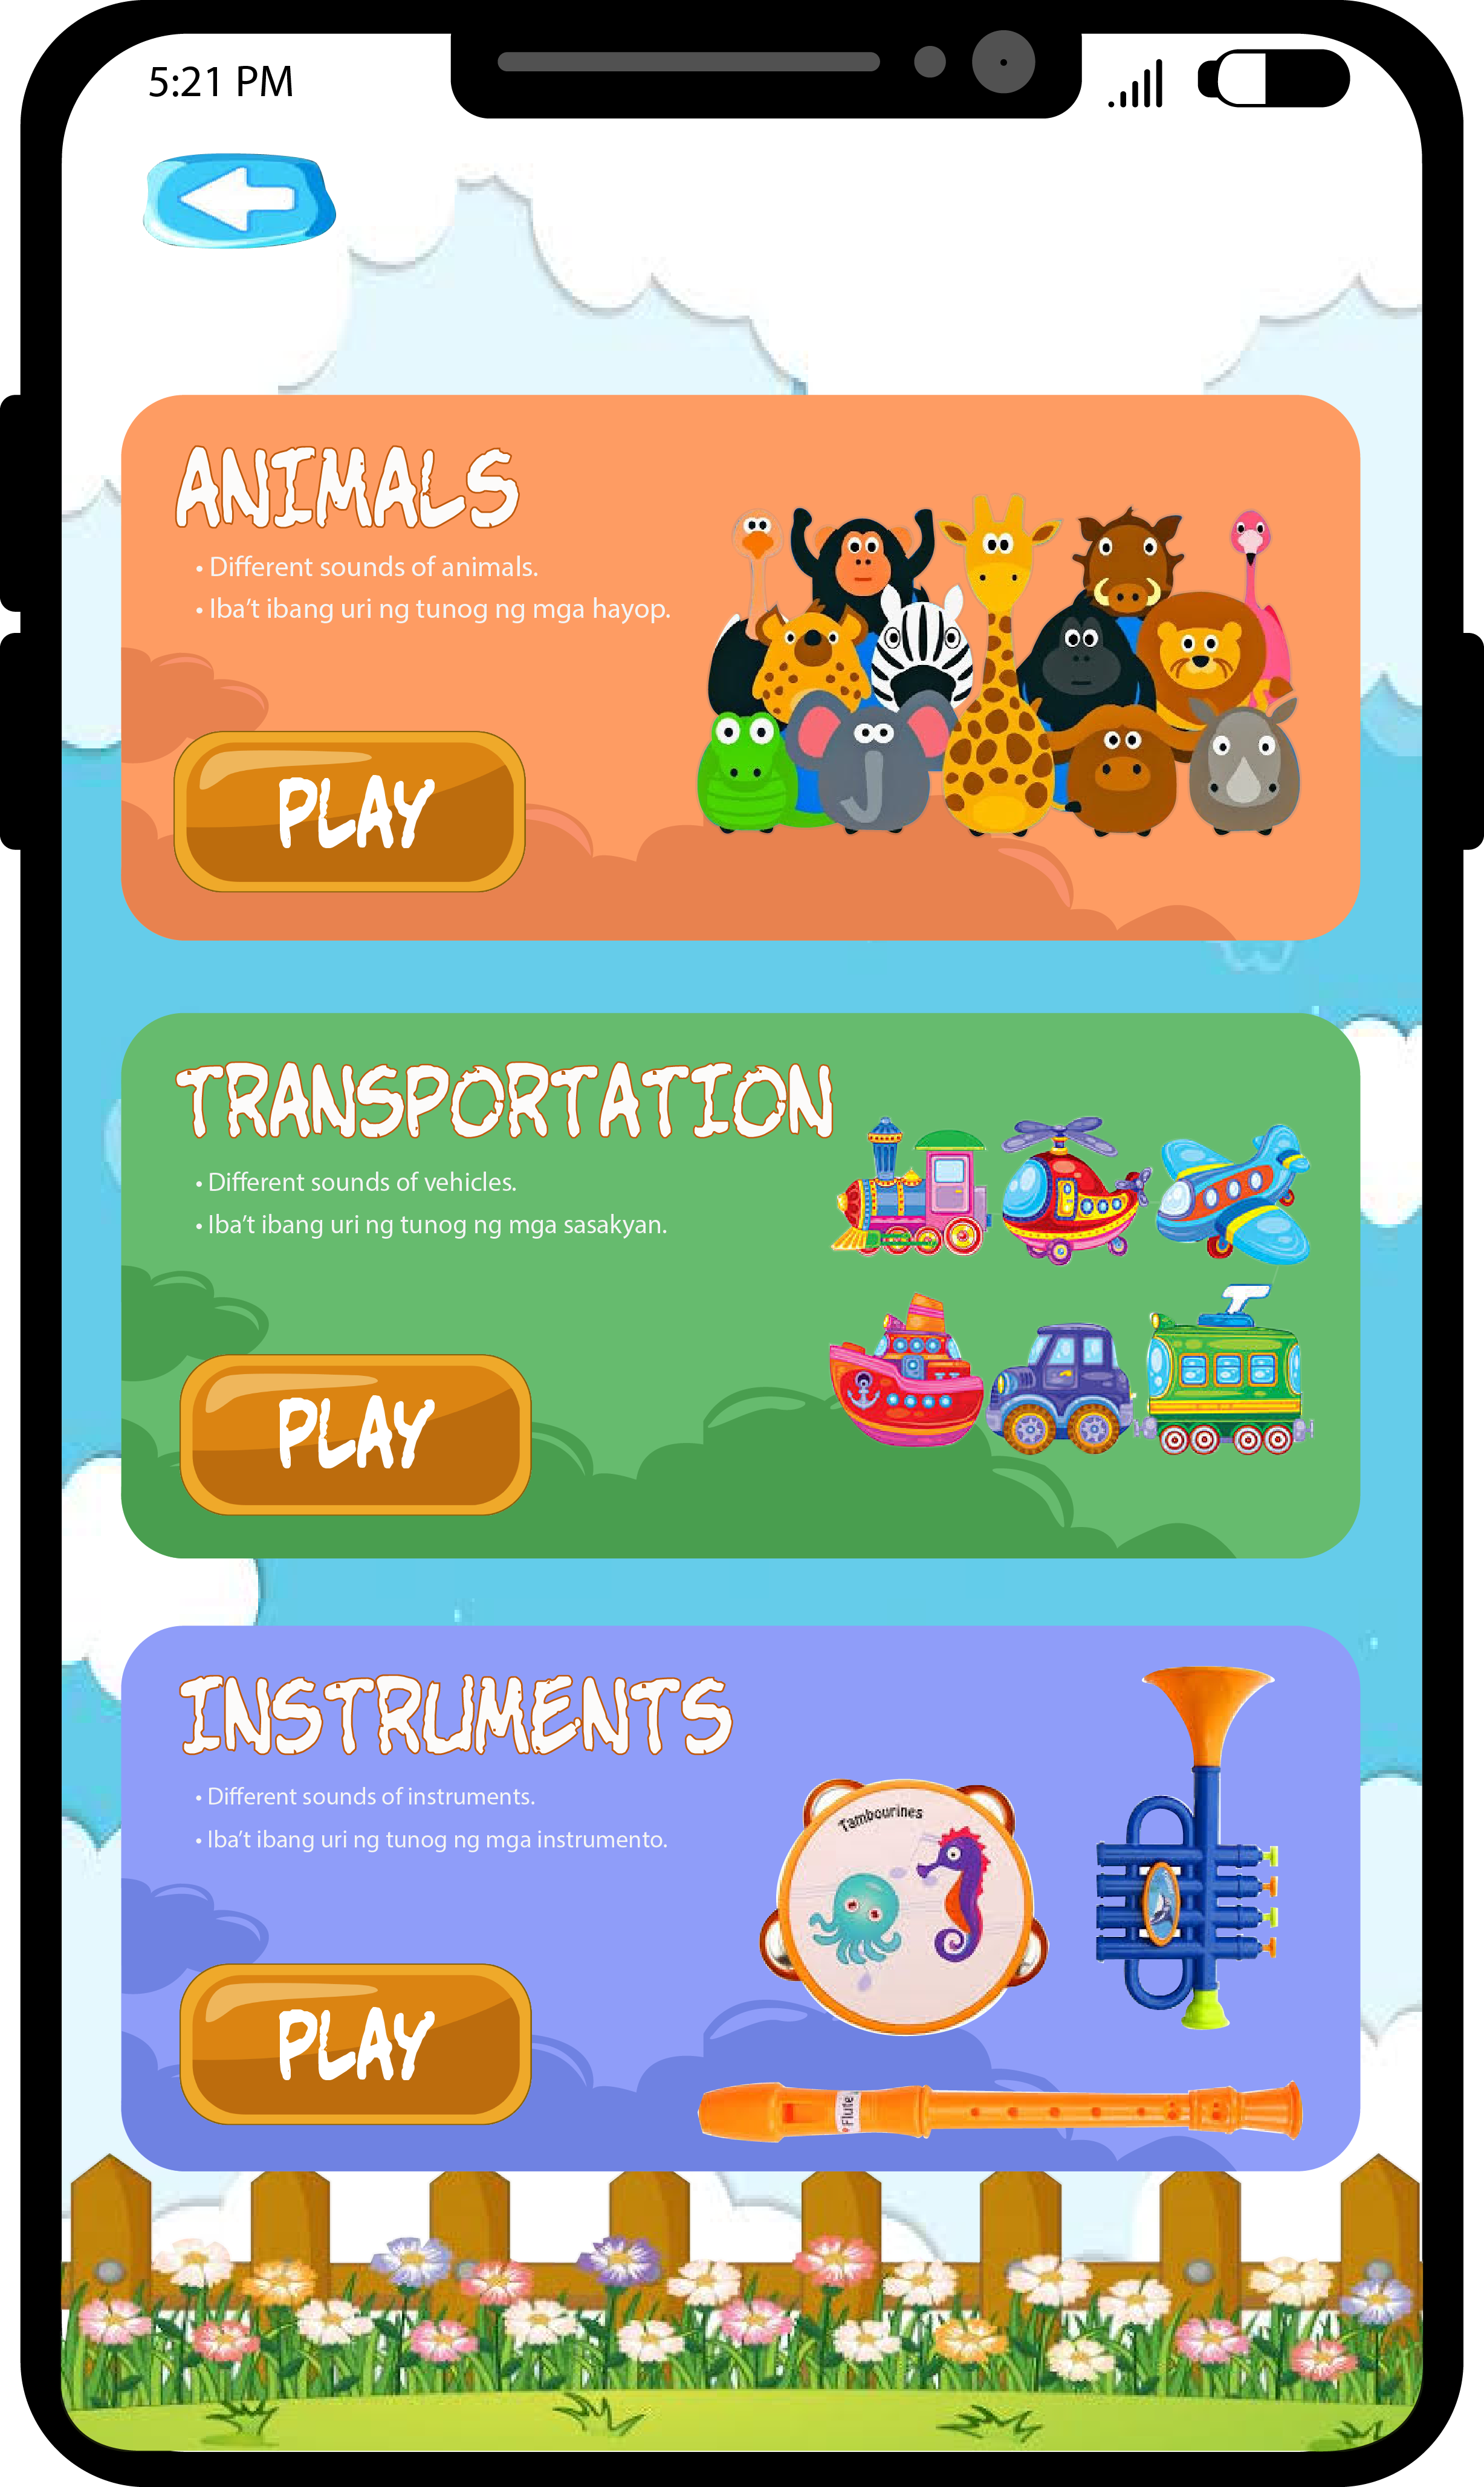 5:21 PM
ANIMALS
• Different sounds of animals.
• Iba't ibang uri ng tunog ng mga hayop.
PLAY
TRANSPORTATION
• Different sounds of vehicles.
• Iba't ibang uri ng tunog ng mga sasakyan.
PLAY
INSTRUMENTS
• Different sounds of instruments.
• Iba't ibang uri ng tunog ng mga instrumento.
Tambourines
PLAY
Flute